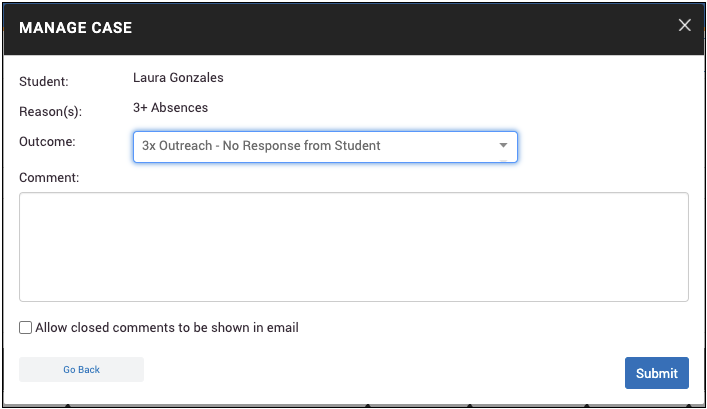 MANAGE CASE
Student: Laura Gonzales
Reason(s): 3+ Absences
Outcome: 3x Outreach - No Response from Student
Comment:
Allow closed comments to be shown in email
Go Back Submit